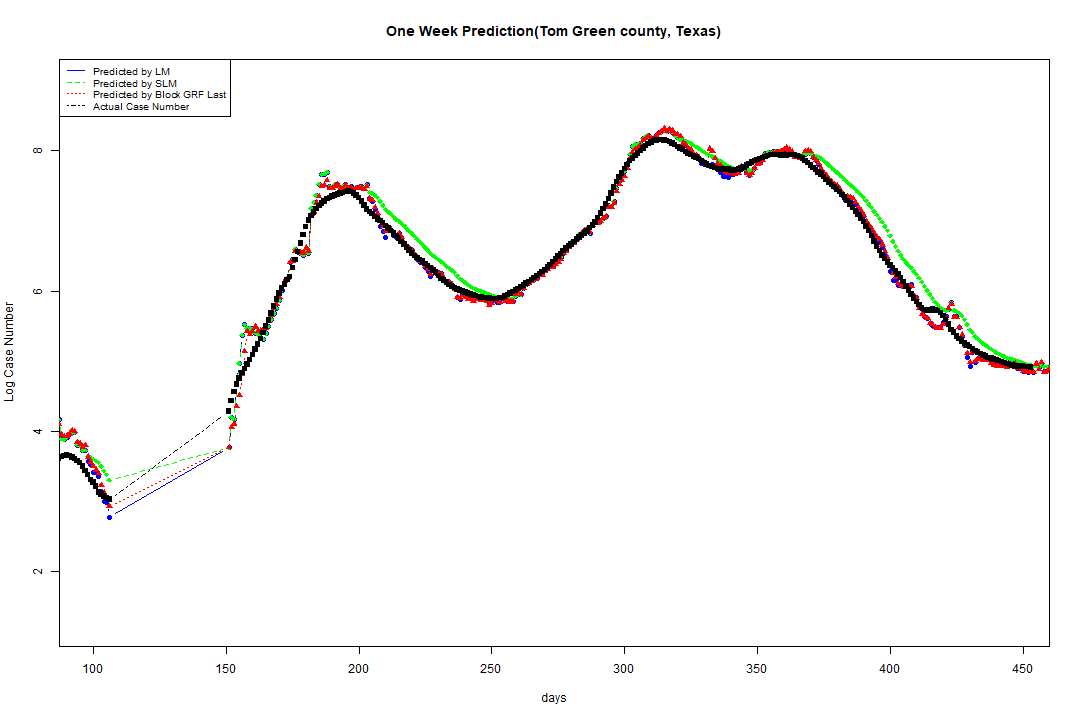 One Week Prediction(Tom Green county, Texas)
Predicted by LM
Predicted by SLM
Predicted by Block GRF Last
Actual Case Number
8
6
4
2
Log Case Number
100 150 200 250 300 350 400 450
days